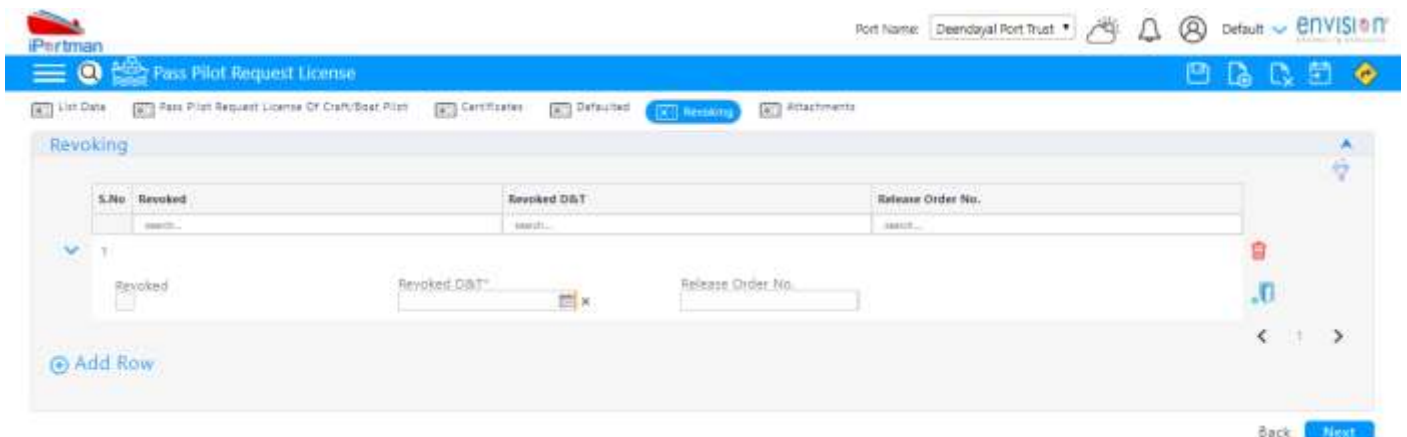 Port Name: Deendayal Port Trust Default envision
iPortman
Pass Pilot Request License
List Data Pass Pilot Request License Of Craft/Boat Pilot Certificates Defaulted Revoking Attachments
Revoking
S.No Revoked Revoked D&T Release Order No.
search... search... search...
1
Revoked Revoked D&T* Release Order No.
1
Add Row
Back Next